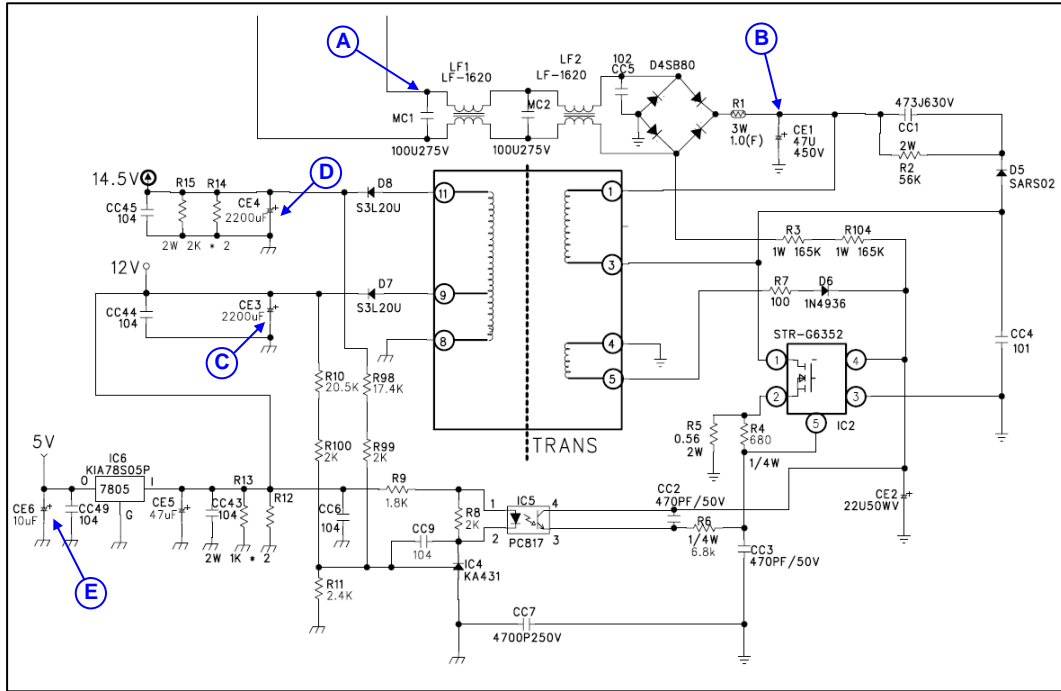 A
B
LF1
LF-1620
LF2
LF-1620
102
CC5
D4SB80
MC1
MC2
100U275V
100U275V
R1
3W
1.0(F)
CE1
47U
450V
473J630V
CC1
2W
R2
56K
D5
SARS02
14.5V
R15
R14
CE4
2200uF
D
D8
S3L20U
CC45
104
2W 2K * 2
11
1
12V
CC44
104
CE3
2200uF
C
D7
S3L20U
9
8
3
4
5
TRANS
R3
1W 165K
R104
1W 165K
R7
100
D6
1N4936
STR-G6352
1
2
4
3
5
IC2
CC4
101
R10
20.5K
R98
17.4K
R100
2K
R99
2K
R5
0.56
2W
R4
680
1/4W
5V
IC6
KIA78S05P
O
7805
I
G
CE6
10uF
CC49
104
CE5
47uF
CC43
104
R13
R12
2W 1K * 2
E
CC6
104
R9
1.8K
CC9
104
R8
2K
1
IC5
4
2
3
PC817
CC2
470PF/50V
R6
1/4W
6.8k
CE2
22U50WV
CC3
470PF/50V
R11
2.4K
IC4
KA431
CC7
4700P250V